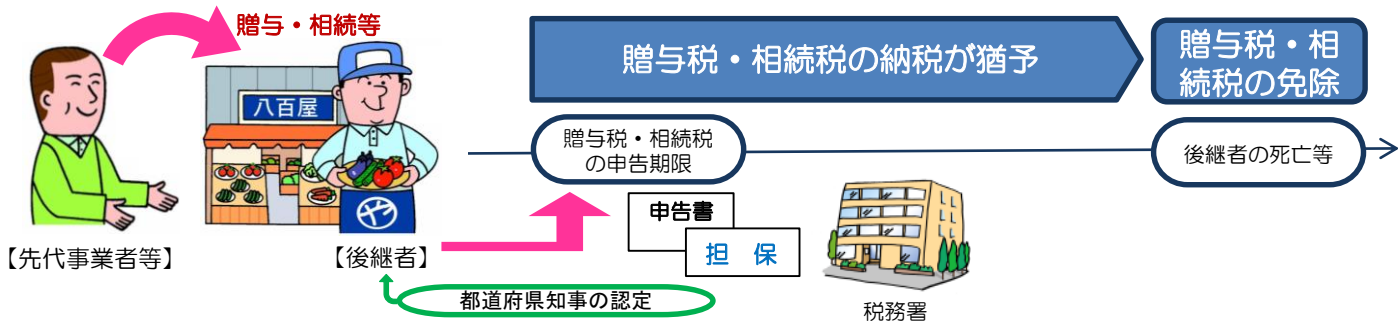 贈与・相続等
八百屋
や
【先代事業者等】
【後継者】
都道府県知事の認定
贈与税・相続税の納税が猶予
贈与税・相
続税の免除
贈与税・相続税
の申告期限
後継者の死亡等
申告書
担　保
税務署